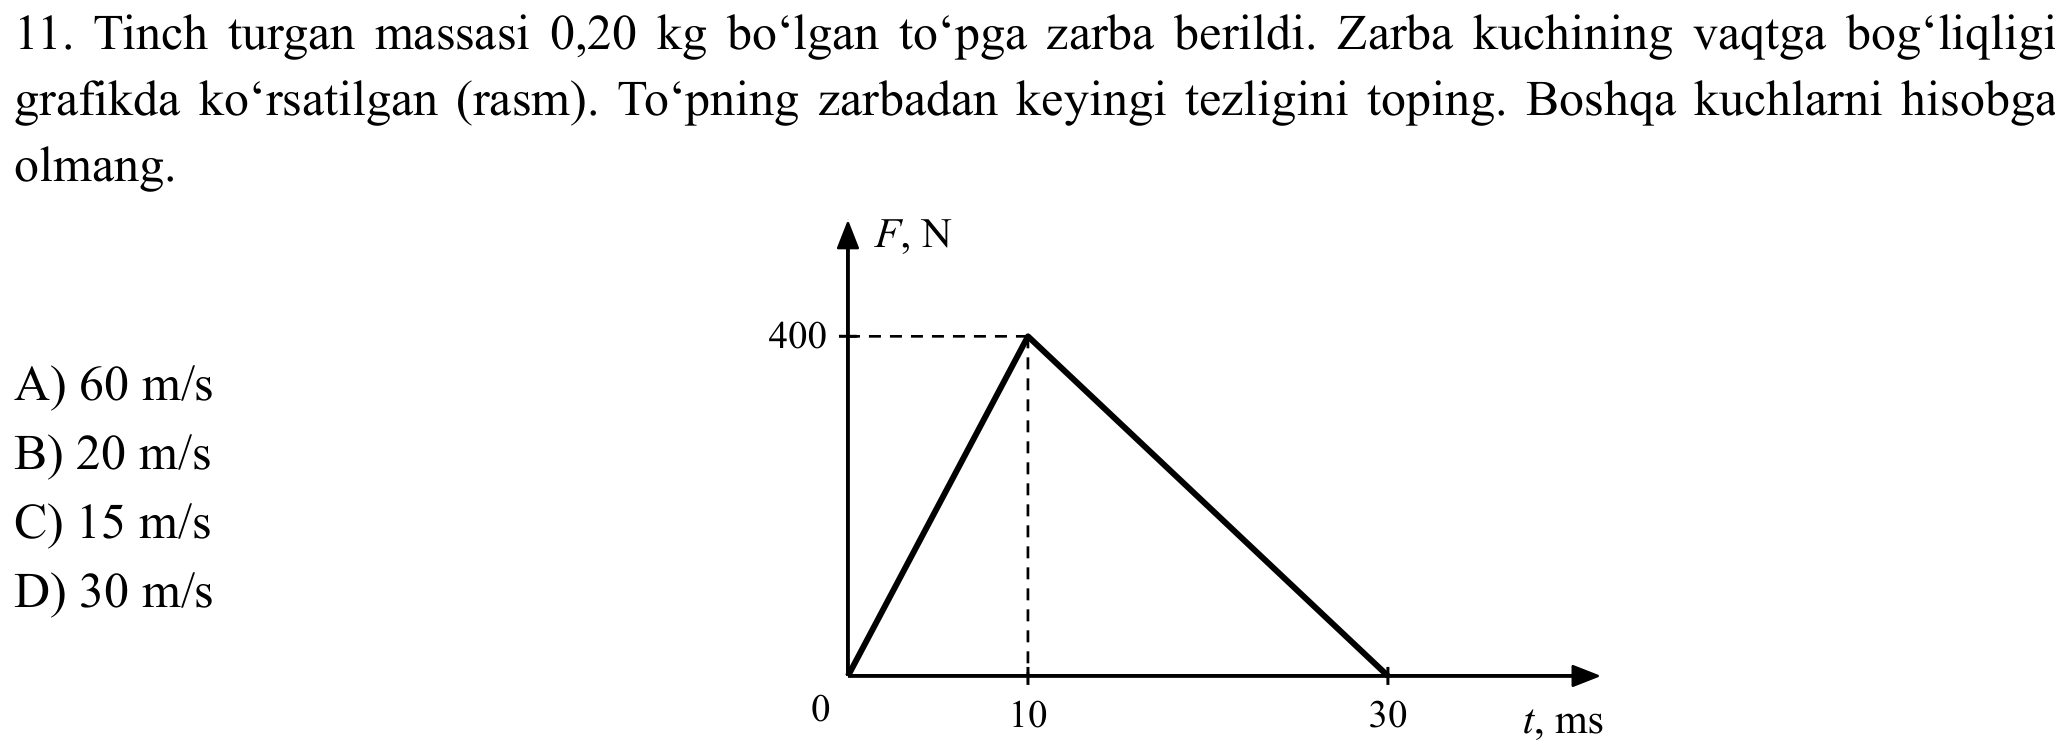 11. Tinch turgan massasi 0,20 kg bo‘lgan to‘pga zarba berildi. Zarba kuchining vaqtga bog‘liqligi
grafikda ko‘rsatilgan (rasm). To‘pning zarbadan keyingi tezligini toping. Boshqa kuchlarni hisobga
olmang.
F, N
400
A) 60 m/s
B) 20 m/s
C) 15 m/s
D) 30 m/s
0
10
30
t, ms